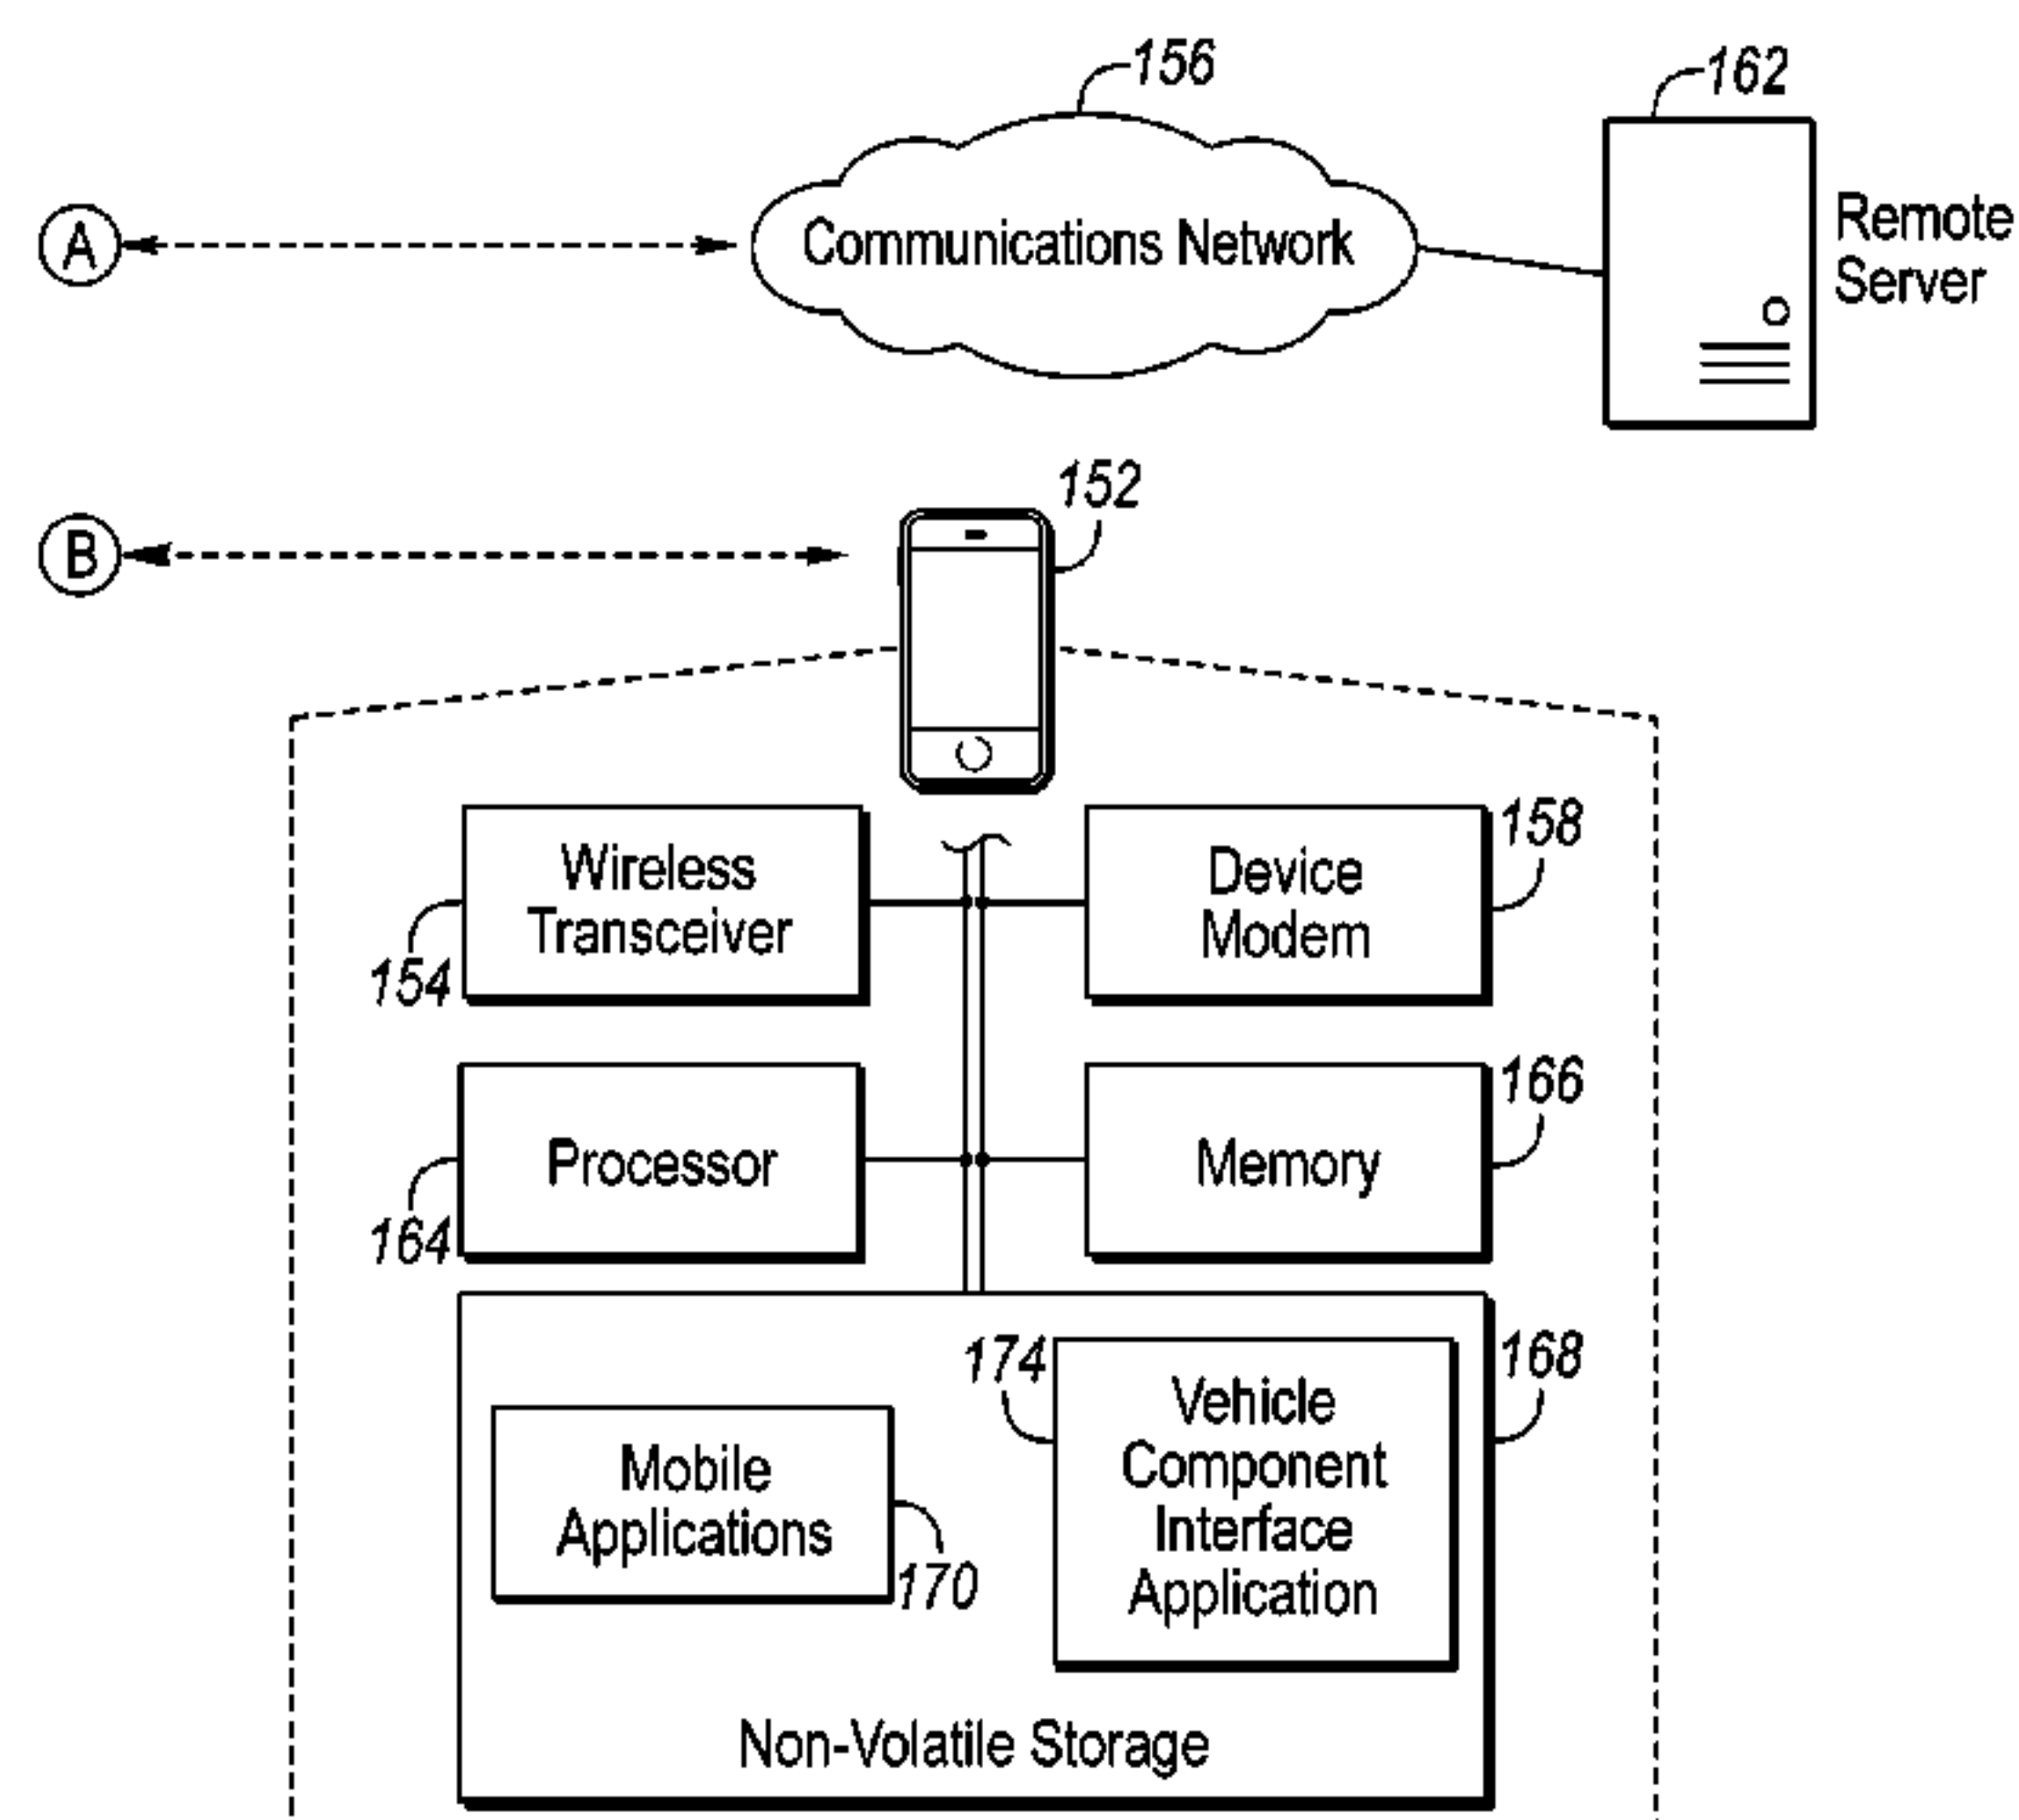 156
162
A
Communications Network
Remote
Server
152
B
Wireless
Transceiver
154
Device
Modem
158
Processor
164
Memory
166
174
Vehicle
Component
Interface
Application
168
Mobile
Applications
170
Non-Volatile Storage